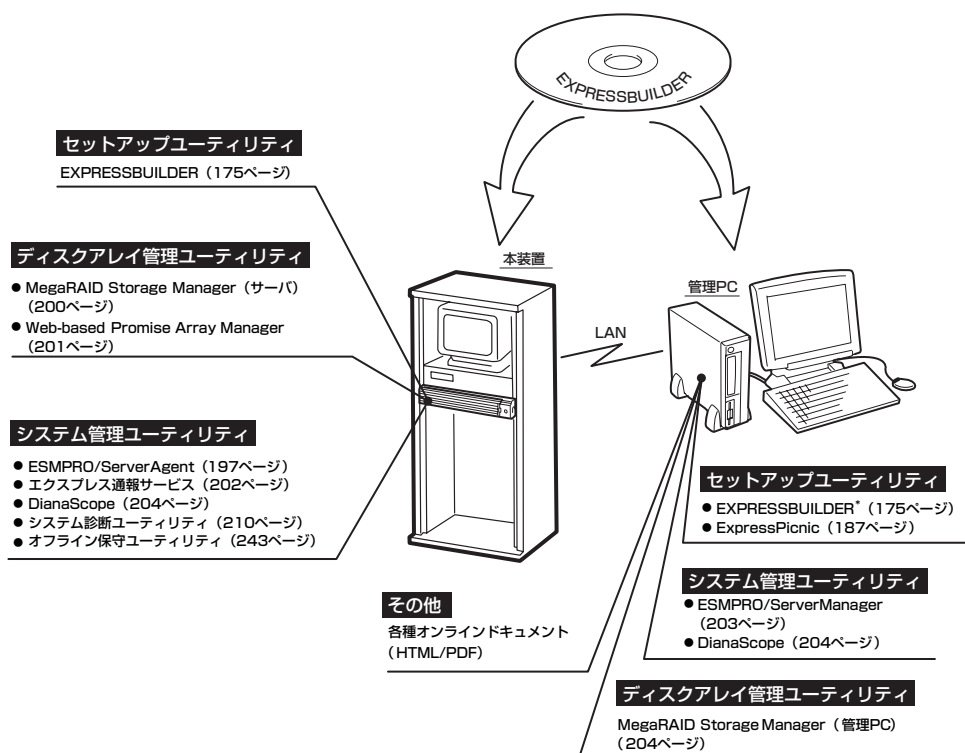 EXPRESSBUILDER
セットアップユーティリティ
EXPRESSBUILDER（175ページ）
ディスクアレイ管理ユーティリティ
● MegaRAID Storage Manager（サーバ）
（200ページ）
● Web-based Promise Array Manager
（201ページ）
システム管理ユーティリティ
● ESMPRO/ServerAgent（197ページ）
● エクスプレス通報サービス（202ページ）
● DianaScope（204ページ）
● システム診断ユーティリティ（210ページ）
● オフライン保守ユーティリティ（243ページ）
本装置
LAN
管理PC
セットアップユーティリティ
● EXPRESSBUILDER*（175ページ）
● ExpressPicnic（187ページ）
システム管理ユーティリティ
● ESMPRO/ServerManager
（203ページ）
● DianaScope（204ページ）
その他
各種オンラインドキュメント
（HTML/PDF）
ディスクアレイ管理ユーティリティ
MegaRAID Storage Manager（管理PC）
（204ページ）